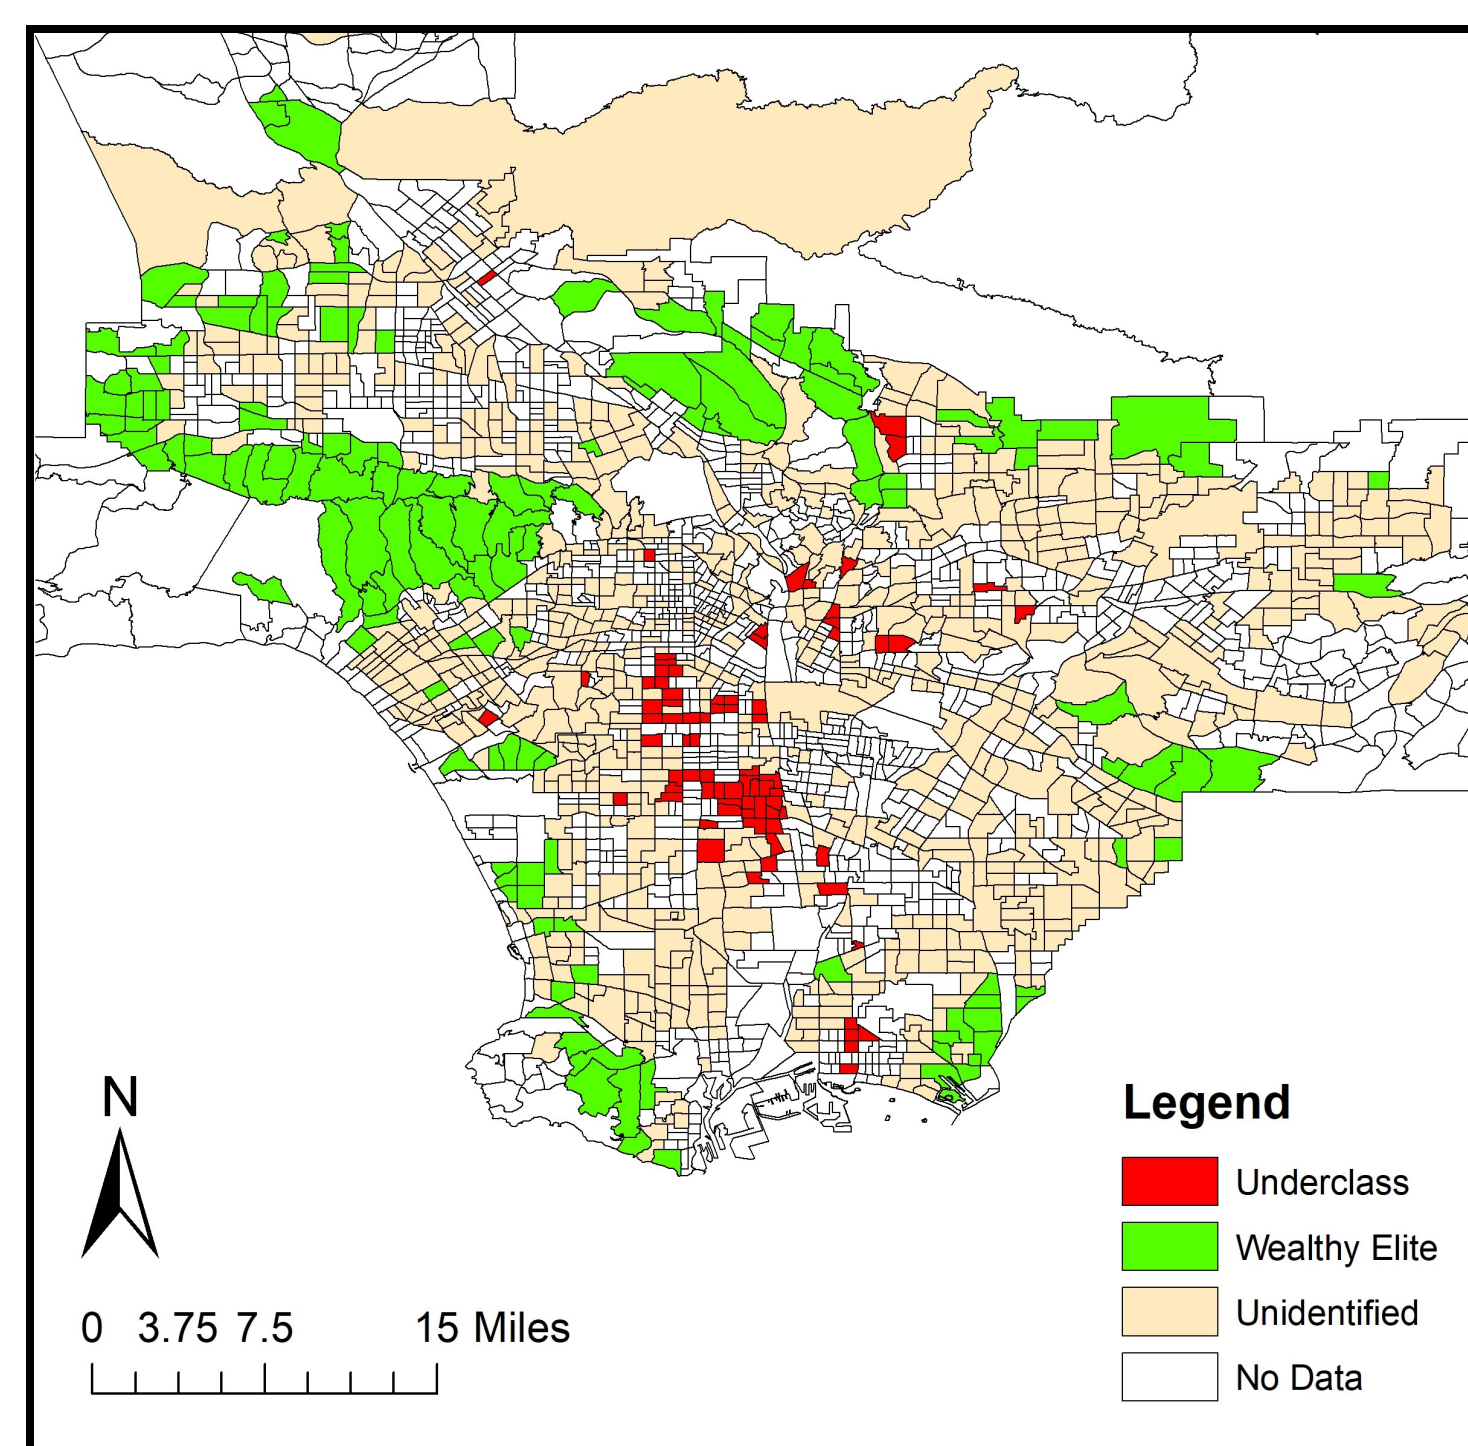 N
0 3.75 7.5 15 Miles
Legend
Underclass
Wealthy Elite
Unidentified
No Data